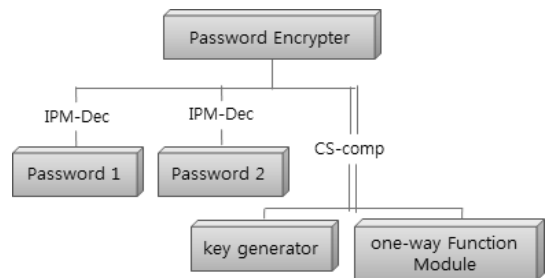 Password Encrypter
IPM-Dec
IPM-Dec
CS-comp
Password 1
Password 2
key generator
one-way Function
Module